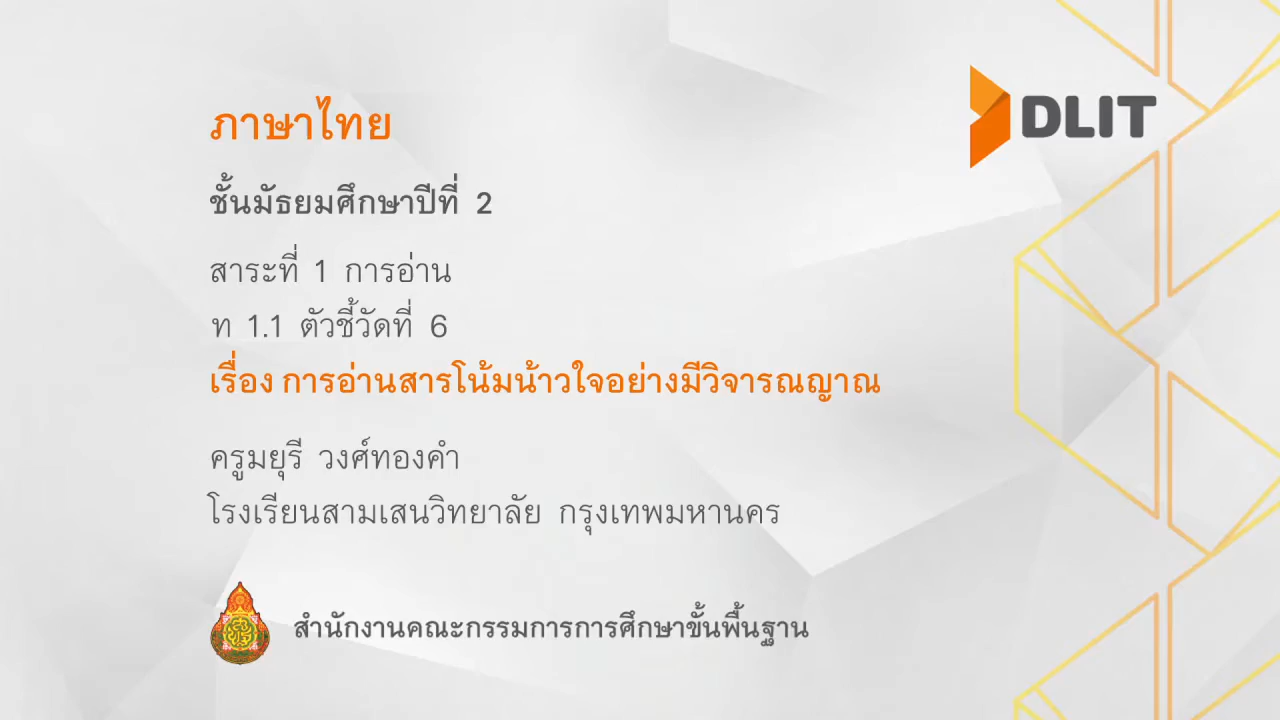 DLIT
ภาษาไทย
ชั้นมัธยมศึกษาปีที่ 2
สาระที่ 1 การอ่าน
ท 1.1 ตัวชี้วัดที่ 6
เรื่อง การอ่านสารโน้มน้าวใจอย่างมีวิจารณญาณ
ครูมยุรี วงศ์ทองคำ
โรงเรียนสามเสนวิทยาลัย กรุงเทพมหานคร
สำนักงานคณะกรรมการการศึกษาขั้นพื้นฐาน